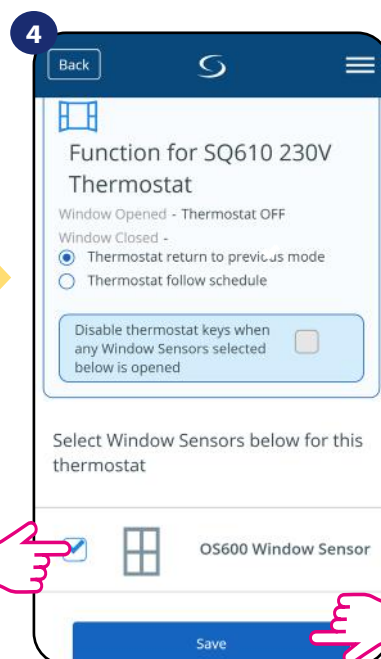 4
Back
Function for SQ610 230V
Thermostat
Window Opened - Thermostat OFF
Window Closed -
Thermostat return to previous mode
Thermostat follow schedule
Disable thermostat keys when
any Window Sensors selected
below is opened
Select Window Sensors below for this
thermostat
OS600 Window Sensor
Save